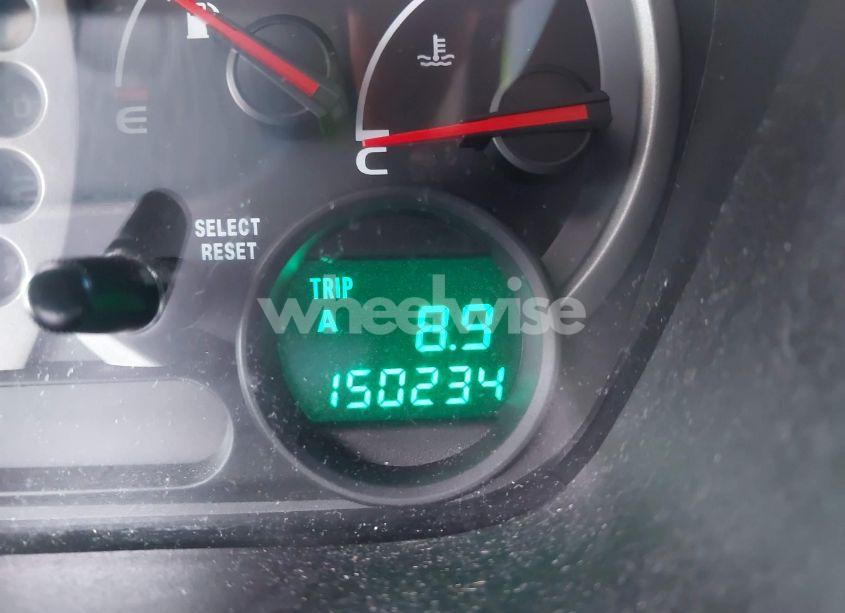 E
C
SELECT
RESET
TRIP
A 8.9
150234
wheelwise